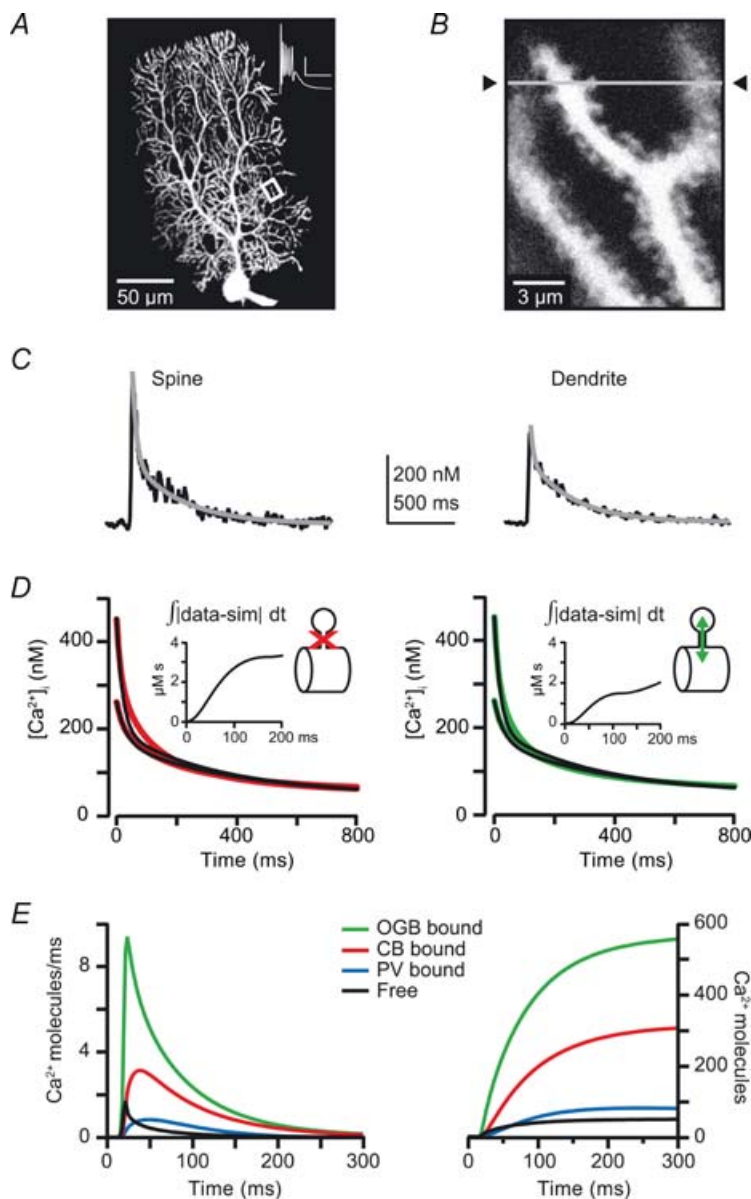 A
50 µm
B
3 µm
C
Spine
Dendrite
200 nM
500 ms
D
∫|data-sim| dt
µM s
4
2
0
0
100
200 ms
[Ca²⁺]ᵢ (nM)
400
200
0
0
400
800
Time (ms)
∫|data-sim| dt
µM s
4
2
0
0
100
200 ms
[Ca²⁺]ᵢ (nM)
400
200
0
0
400
800
Time (ms)
E
Ca²⁺ molecules/ms
8
4
0
0
100
200
300
Time (ms)
OGB bound
CB bound
PV bound
Free
600
400
200
0
Ca²⁺ molecules
0
100
200
300
Time (ms)